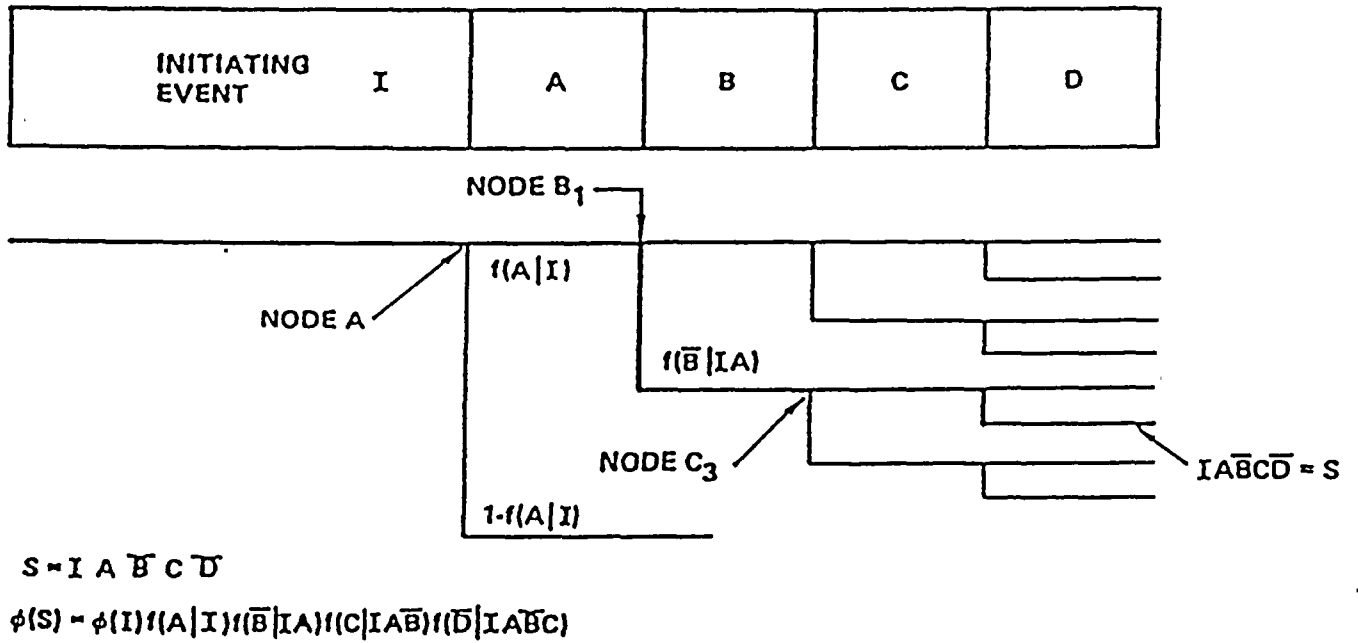 INITIATING
EVENT
I
A
B
C
D
NODE B₁
f(A|I)
NODE A
f(B̅|IA)
NODE C₃
IAB̅CD̅ = S
1-f(A|I)
S = I A B̅ C D̅
φ(S) = φ(I)f(A|I)f(B̅|IA)f(C|IAB̅)f(D̅|IAB̅C)